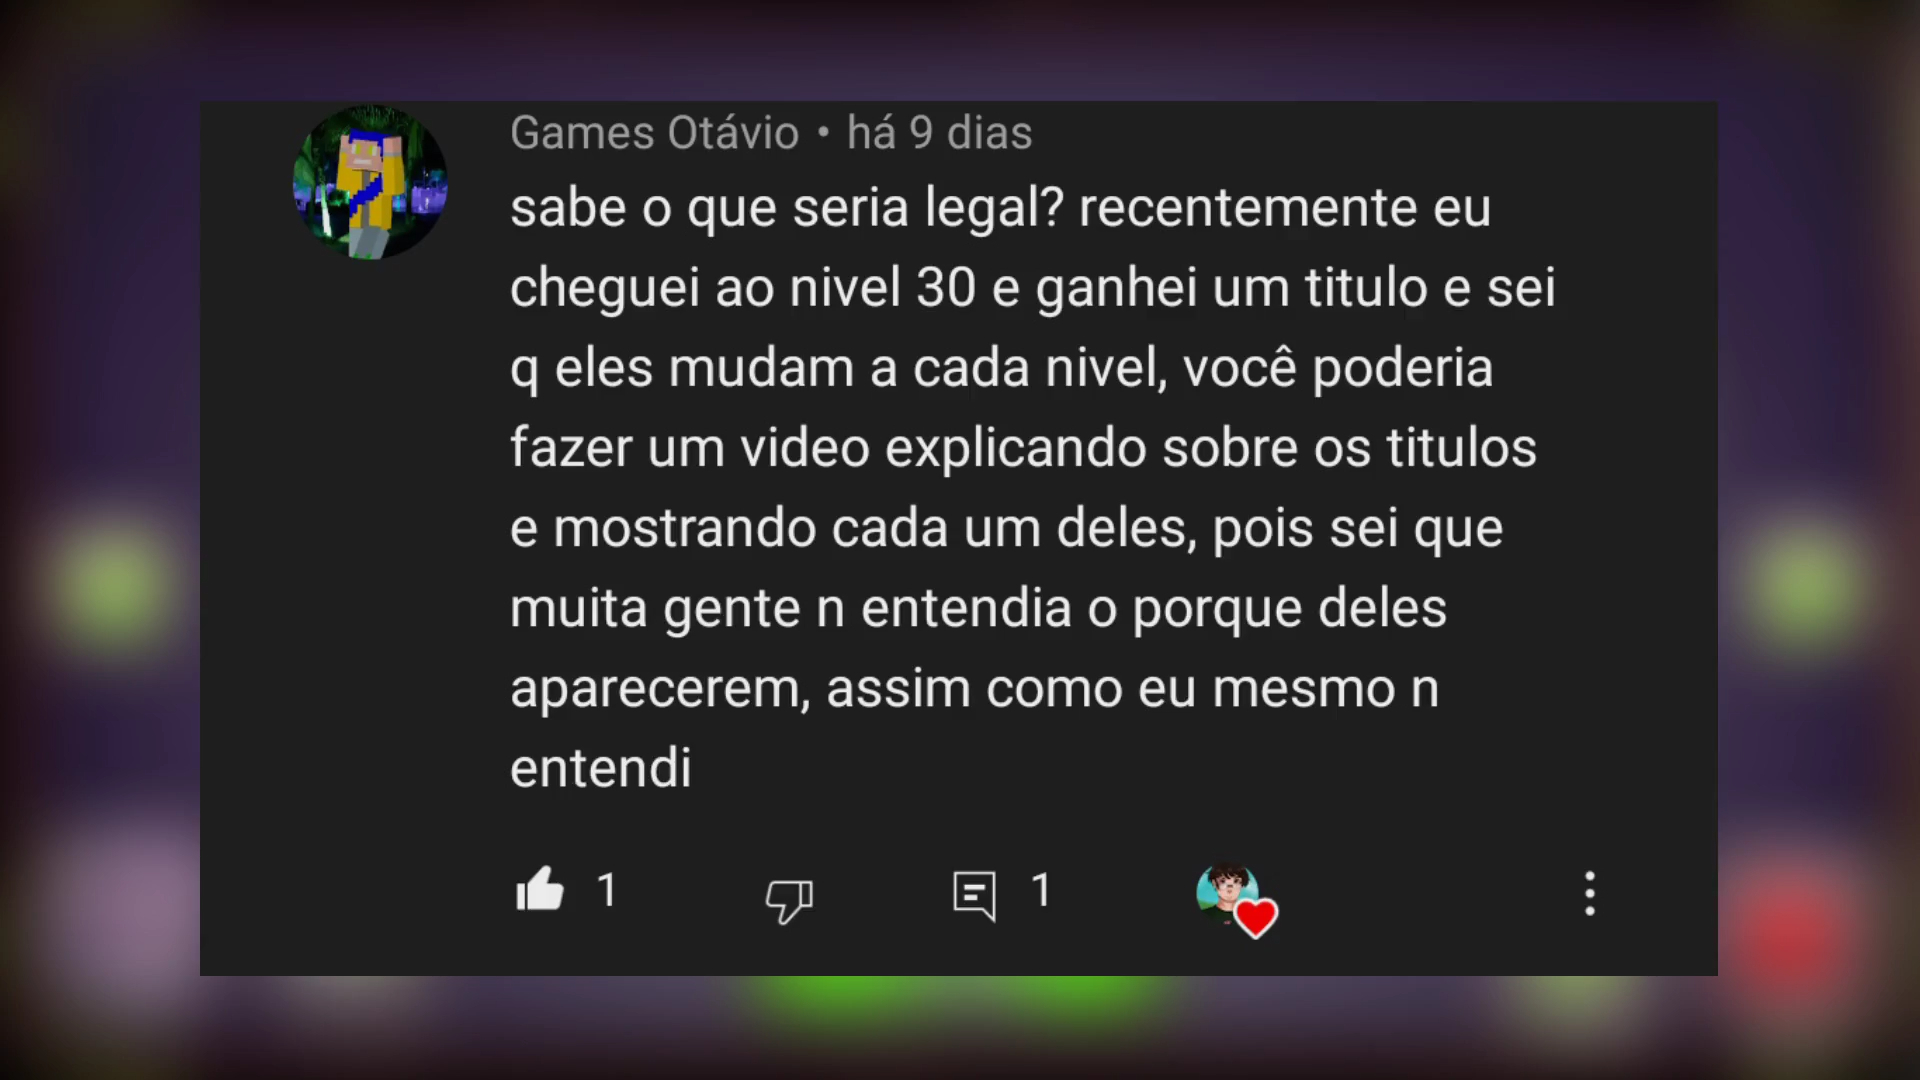 Games Otávio • há 9 dias
sabe o que seria legal? recentemente eu
cheguei ao nivel 30 e ganhei um titulo e sei
q eles mudam a cada nivel, você poderia
fazer um video explicando sobre os titulos
e mostrando cada um deles, pois sei que
muita gente n entendia o porque deles
aparecerem, assim como eu mesmo n
entendi
1 1